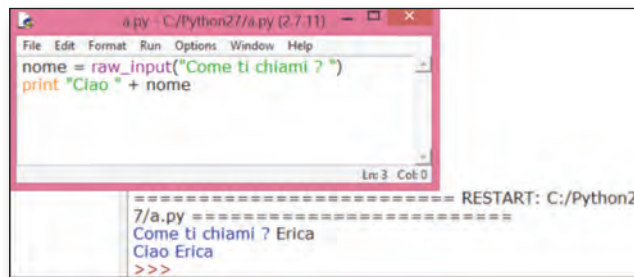 a.py - C:/Python27/a.py (2.7.11)
File Edit Format Run Options Window Help
nome = raw_input("Come ti chiami ? ")
print "Ciao " + nome
Ln: 3 Col: 0
========================== RESTART: C:/Python2
7/a.py ==========================
Come ti chiami ? Erica
Ciao Erica
>>>